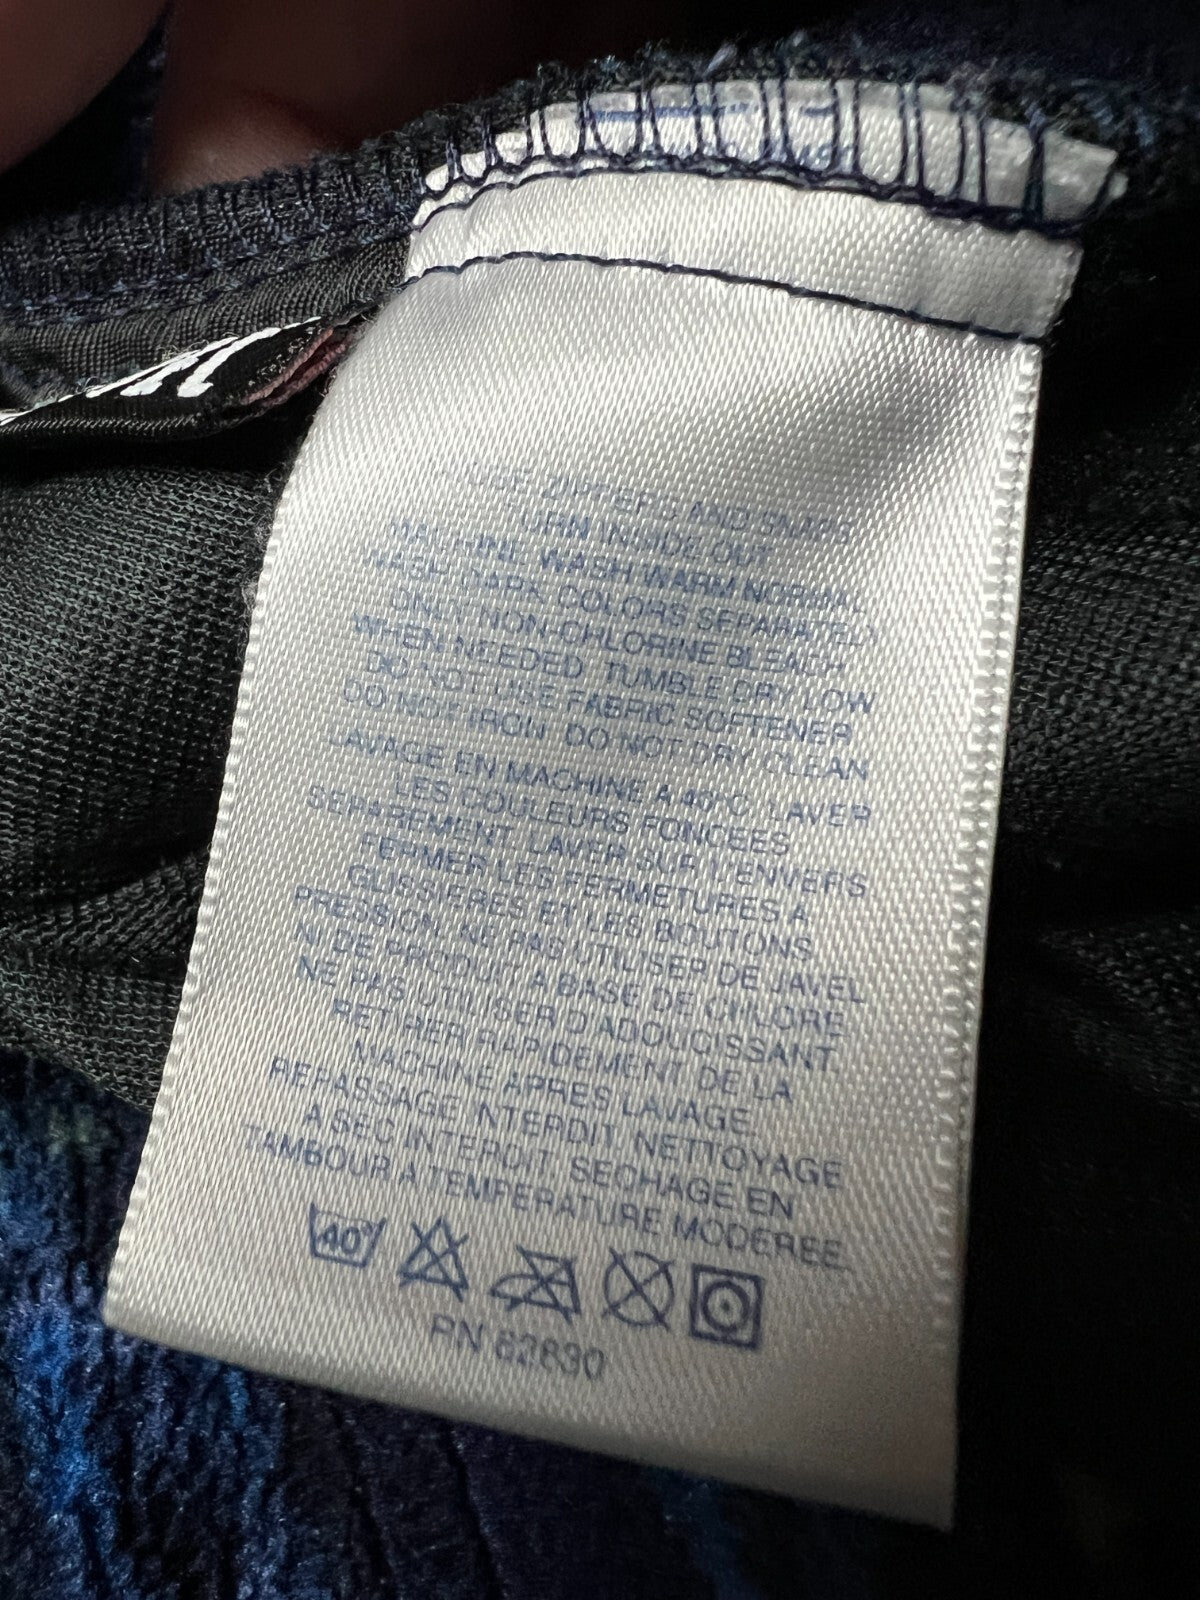 ZIPPERS AND SNAPS
TURN INSIDE OUT
MACHINE WASH WARM NORMAL
WASH DARK COLORS SEPARATELY
ONLY NON-CHLORINE BLEACH
WHEN NEEDED, TUMBLE DRY LOW
DO NOT USE FABRIC SOFTENER
DO NOT IRON DO NOT DRY CLEAN
LAVAGE EN MACHINE A 40°C, LAVER
LES COULEURS FONCEES
SEPAREMENT, LAVER SUR L'ENVERS
FERMER LES FERMETURES A
GLISSIERES ET LES BOUTONS
PRESSION, NE PAS UTILISER DE JAVEL
NI DE PRODUIT A BASE DE CHLORE
NE PAS UTILISER D'ADOUCISSANT.
RETIRER RAPIDEMENT DE LA
MACHINE APRES LAVAGE.
REPASSAGE INTERDIT, NETTOYAGE
A SEC INTERDIT, SECHAGE EN
TAMBOUR A TEMPERATURE MODEREE.
40°
RN 62830